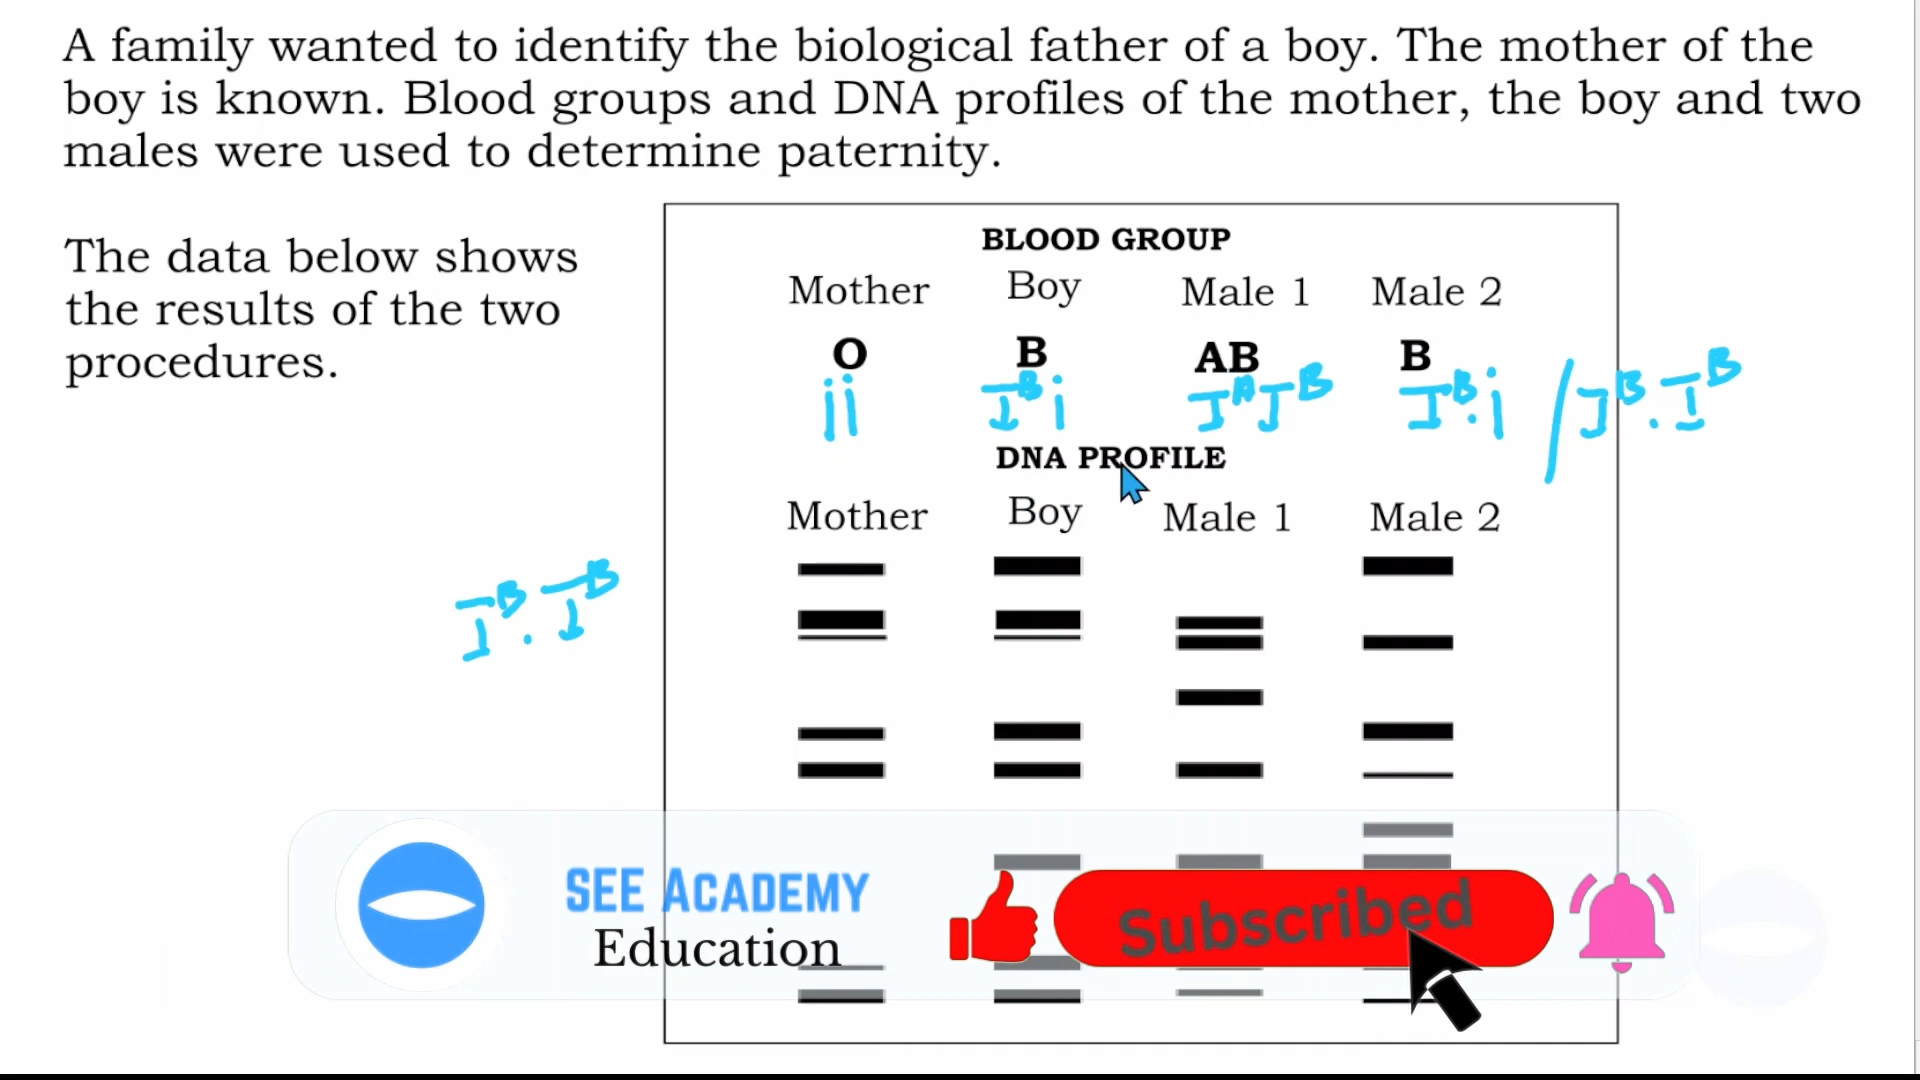 A family wanted to identify the biological father of a boy. The mother of the
boy is known. Blood groups and DNA profiles of the mother, the boy and two
males were used to determine paternity.
The data below shows
the results of the two
procedures.
BLOOD GROUP
Mother Boy Male 1 Male 2
O B AB B
ii I^B i I^A I^B I^B . i / I^B . I^B
DNA PROFILE
Mother Boy Male 1 Male 2
I^B . I^B
SEE ACADEMY
Education
Subscribed